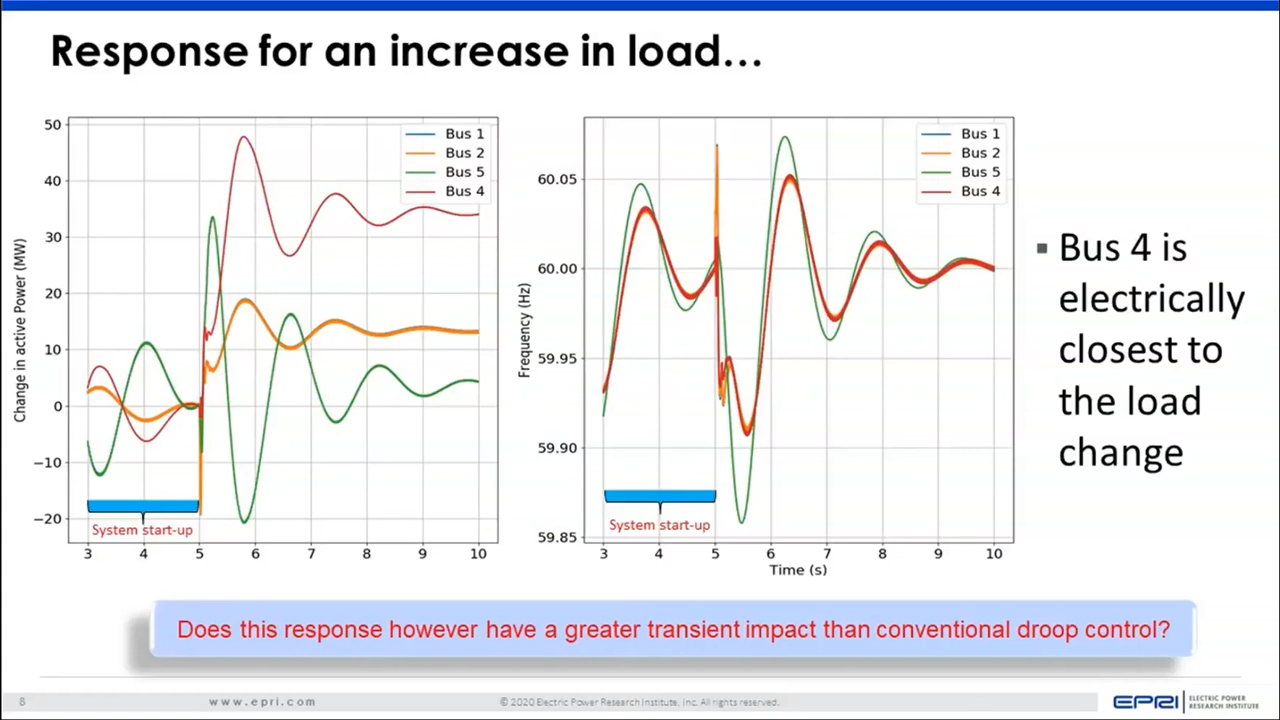 Response for an increase in load…
Change in active Power (MW)
50
40
30
20
10
0
−10
−20
Bus 1
Bus 2
Bus 5
Bus 4
System start-up
3 4 5 6 7 8 9 10
Frequency (Hz)
60.05
60.00
59.95
59.90
59.85
Bus 1
Bus 2
Bus 5
Bus 4
System start-up
3 4 5 6 7 8 9 10
Time (s)
▪ Bus 4 is
electrically
closest to
the load
change
Does this response however have a greater transient impact than conventional droop control?
8
www.epri.com
© 2020 Electric Power Research Institute, Inc. All rights reserved.
EPRI
ELECTRIC POWER
RESEARCH INSTITUTE